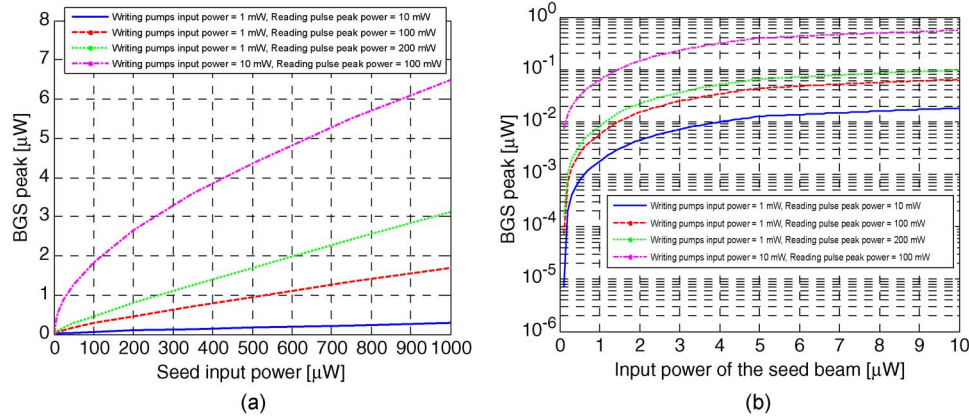 Writing pumps input power = 1 mW, Reading pulse peak power = 10 mW
Writing pumps input power = 1 mW, Reading pulse peak power = 100 mW
Writing pumps input power = 1 mW, Reading pulse peak power = 200 mW
Writing pumps input power = 10 mW, Reading pulse peak power = 100 mW
BGS peak [µW]
8
7
6
5
4
3
2
1
0
0 100 200 300 400 500 600 700 800 900 1000
Seed input power [µW]
(a)
BGS peak [µW]
10^0
10^-1
10^-2
10^-3
10^-4
10^-5
10^-6
Writing pumps input power = 1 mW, Reading pulse peak power = 10 mW
Writing pumps input power = 1 mW, Reading pulse peak power = 100 mW
Writing pumps input power = 1 mW, Reading pulse peak power = 200 mW
Writing pumps input power = 10 mW, Reading pulse peak power = 100 mW
0 1 2 3 4 5 6 7 8 9 10
Input power of the seed beam [µW]
(b)